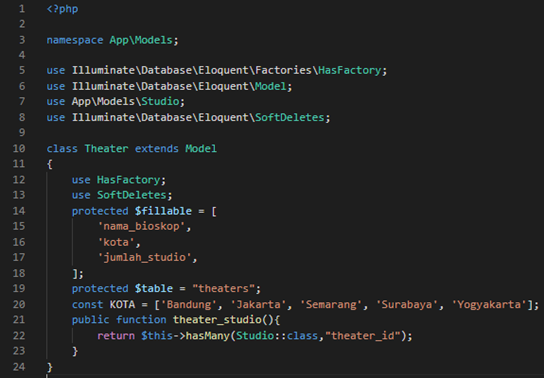 1 <?php
2
3 namespace App\Models;
4
5 use Illuminate\Database\Eloquent\Factories\HasFactory;
6 use Illuminate\Database\Eloquent\Model;
7 use App\Models\Studio;
8 use Illuminate\Database\Eloquent\SoftDeletes;
9
10 class Theater extends Model
11 {
12     use HasFactory;
13     use SoftDeletes;
14     protected $fillable = [
15         'nama_bioskop',
16         'kota',
17         'jumlah_studio',
18     ];
19     protected $table = "theaters";
20     const KOTA = ['Bandung', 'Jakarta', 'Semarang', 'Surabaya', 'Yogyakarta'];
21     public function theater_studio(){
22         return $this->hasMany(Studio::class,"theater_id");
23     }
24 }